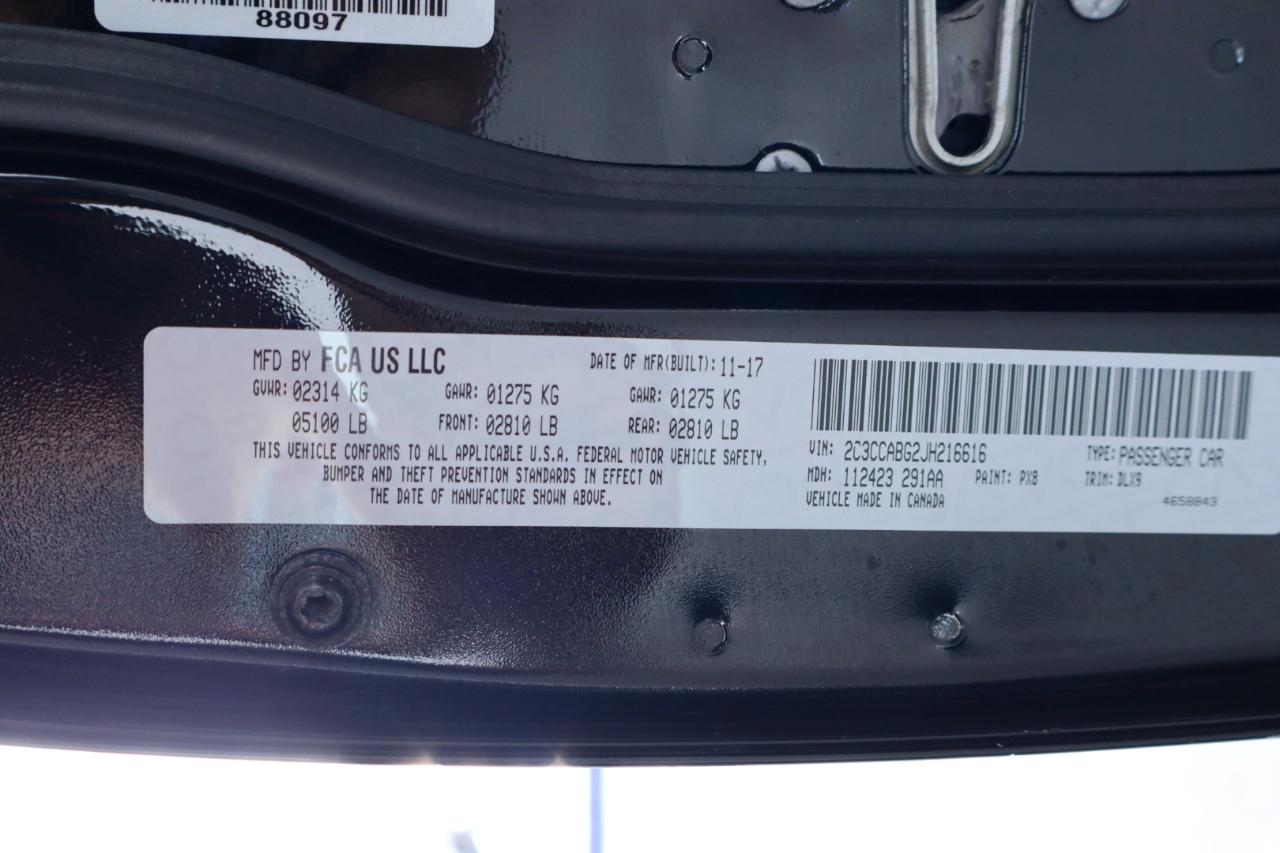 88097
MFD BY FCA US LLC DATE OF MFR(BUILT): 11-17
GVWR: 02314 KG GAWR: 01275 KG GAWR: 01275 KG
05100 LB FRONT: 02810 LB REAR: 02810 LB
THIS VEHICLE CONFORMS TO ALL APPLICABLE U.S.A. FEDERAL MOTOR VEHICLE SAFETY,
BUMPER AND THEFT PREVENTION STANDARDS IN EFFECT ON
THE DATE OF MANUFACTURE SHOWN ABOVE.
VIN: 2C3CCABG2JH216616 TYPE: PASSENGER CAR
MDH: 112423 291AA PAINT: PX8 TRIM: DLX9
VEHICLE MADE IN CANADA 4658843